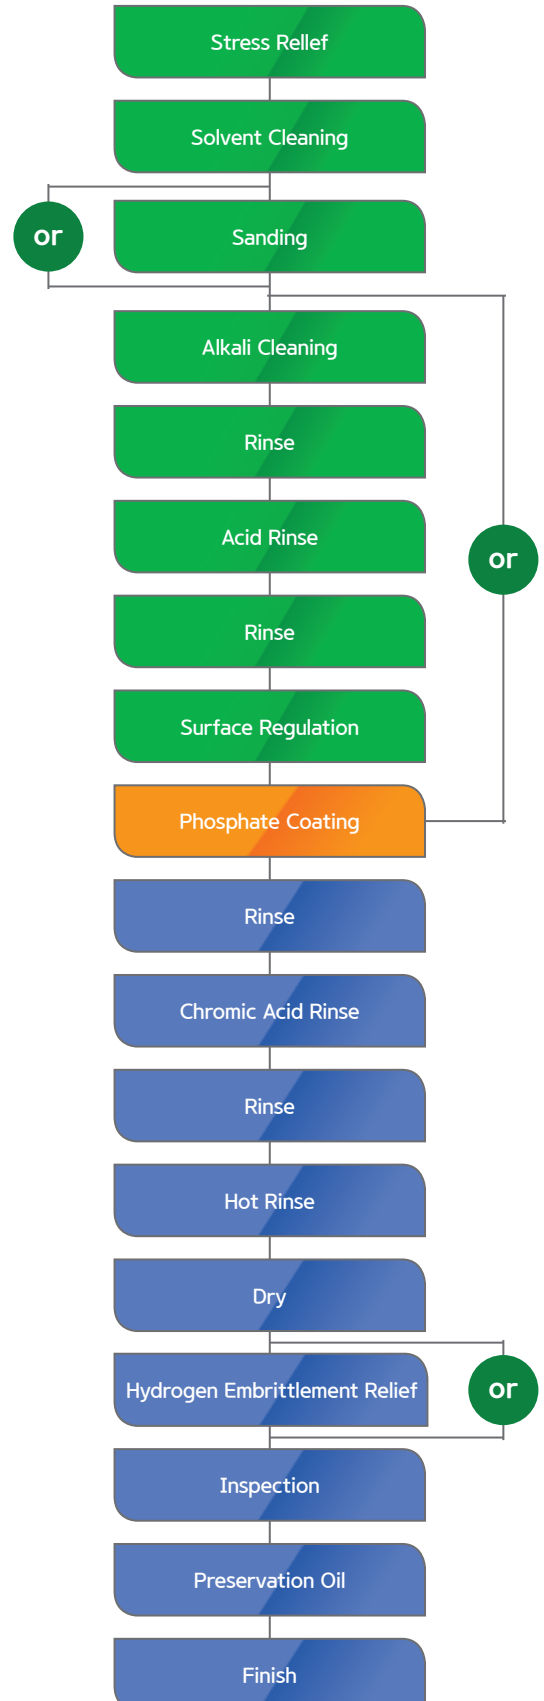 Stress Rellef
Solvent Cleaning
or
Sanding
Alkali Cleaning
Rinse
Acid Rinse
or
Rinse
Surface Regulation
Phosphate Coating
Rinse
Chromic Acid Rinse
Rinse
Hot Rinse
Dry
Hydrogen Embrittlement Relief
or
Inspection
Preservation Oil
Finish